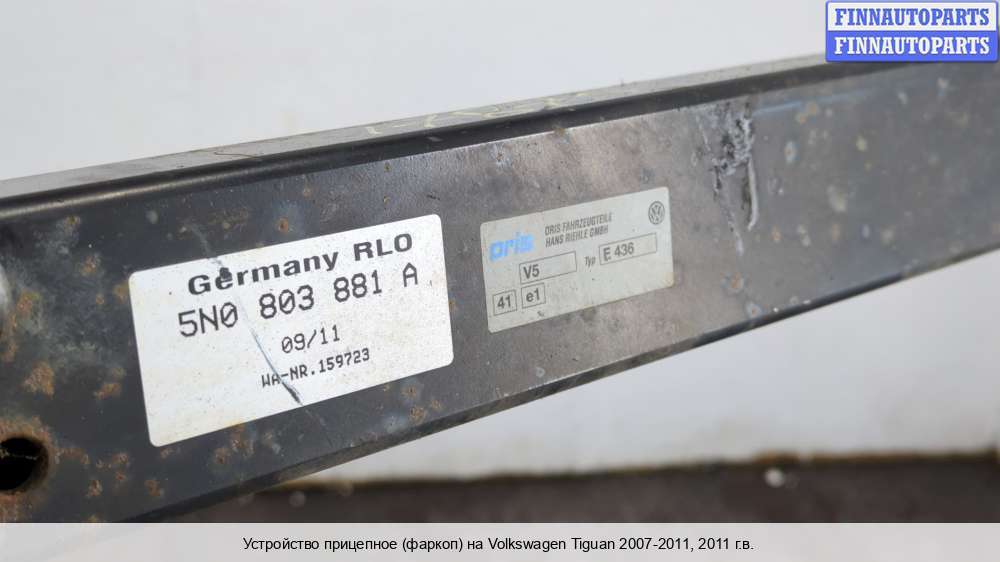 FINNAUTOPARTS
FINNAUTOPARTS
Germany RLO
5N0 803 881 A
09/11
WA-NR.159723
oris
ORIS FAHRZEUGTEILE
HANS RIEHLE GMBH
V5
Typ E 436
41 e1
Устройство прицепное (фаркоп) на Volkswagen Tiguan 2007-2011, 2011 г.в.